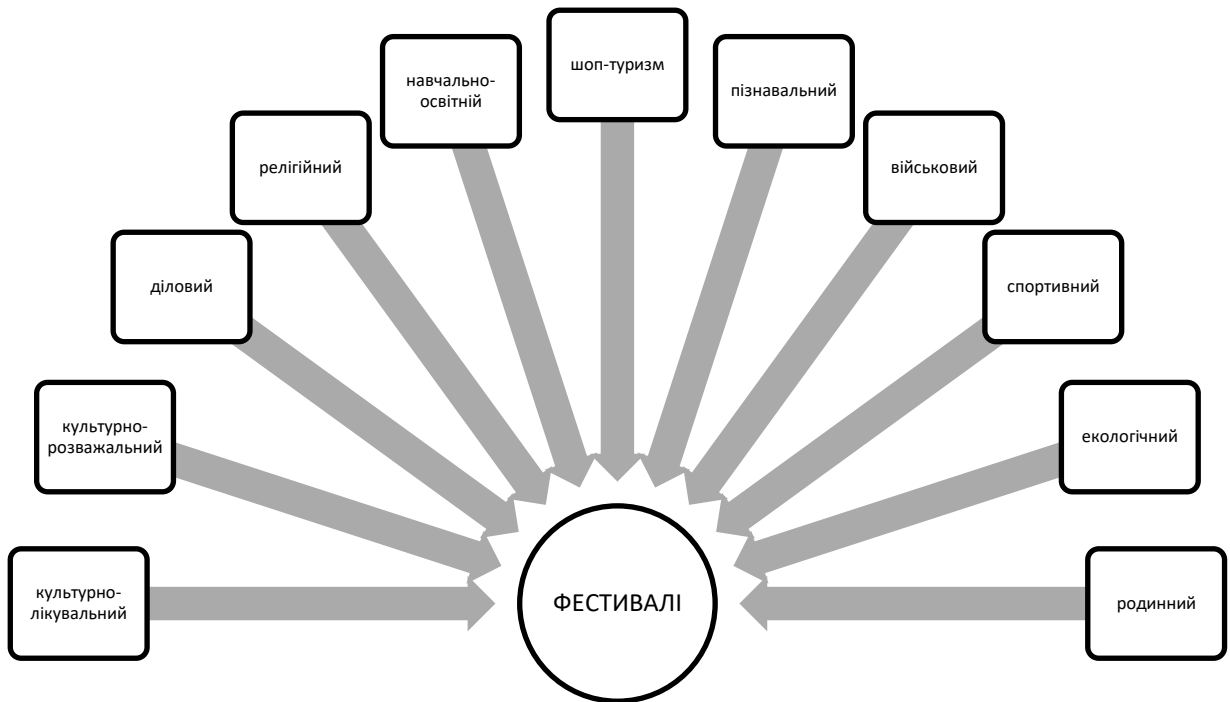 культурно-
лікувальний
культурно-
розважальний
діловий
релігійний
навчально-
освітній
шоп-туризм
пізнавальний
військовий
спортивний
екологічний
родинний
ФЕСТИВАЛІ